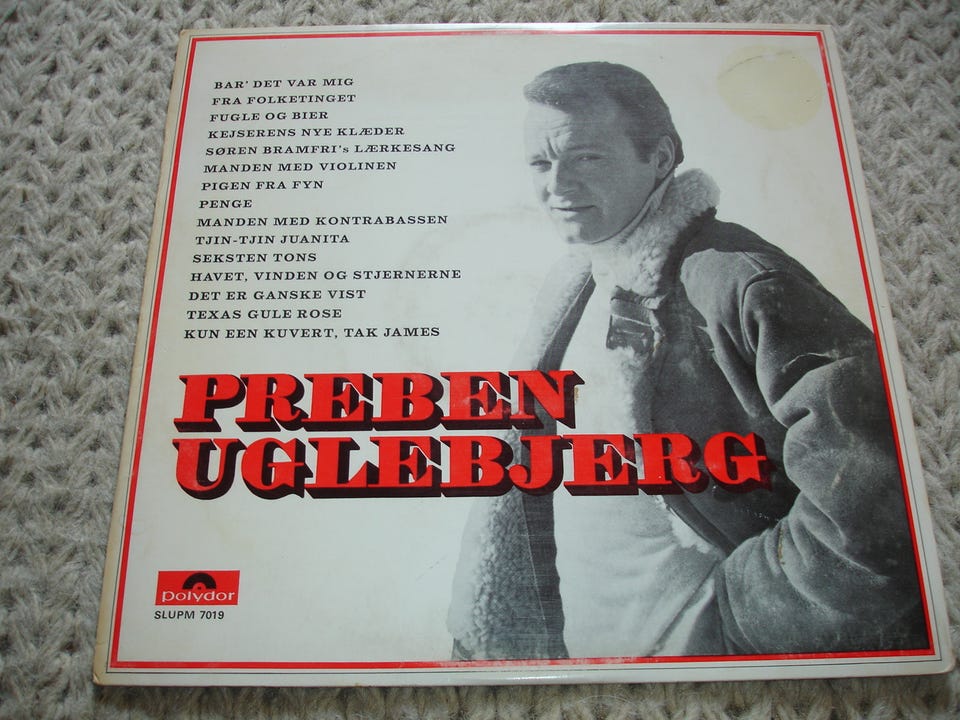 BAR' DET VAR MIG
FRA FOLKETINGET
FUGLE OG BIER
KEJSERENS NYE KLÆDER
SØREN BRAMFRI's LÆRKESANG
MANDEN MED VIOLINEN
PIGEN FRA FYN
PENGE
MANDEN MED KONTRABASSEN
TJIN-TJIN JUANITA
SEKSTEN TONS
HAVET, VINDEN OG STJERNERNE
DET ER GANSKE VIST
TEXAS GULE ROSE
KUN EEN KUVERT, TAK JAMES
PREBEN
UGLEBJERG
polydor
SLUPM 7019